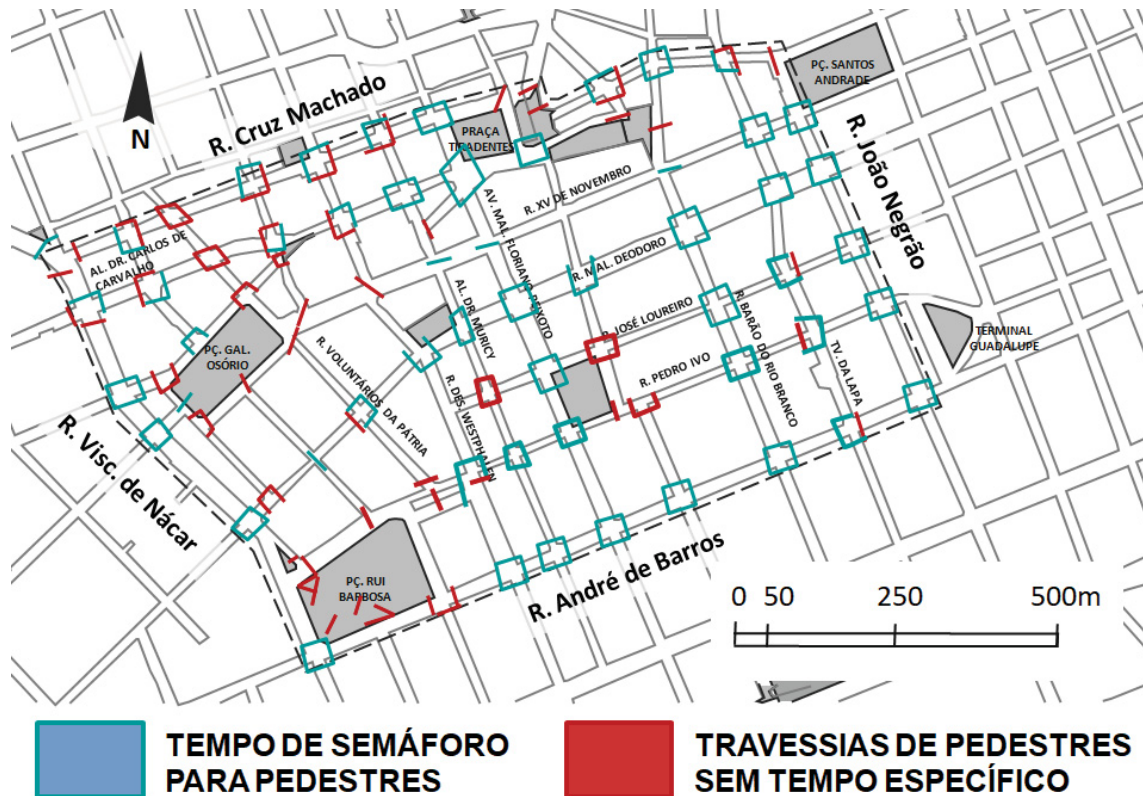 PÇ. SANTOS
ANDRADE
R. Cruz Machado
N
PRAÇA
TIRADENTES
R. João Negrão
R. XV DE NOVEMBRO
AL. DR. CARLOS DE
CARVALHO
AV. MAL. FLORIANO PEIXOTO
R. MAL. DEODORO
AL. DR. MURICY
R. JOSÉ LOUREIRO
R. BARÃO DO RIO BRANCO
TERMINAL
GUADALUPE
PÇ. GAL.
OSÓRIO
R. VOLUNTÁRIOS DA PÁTRIA
R. PEDRO IVO
TV. DA LAPA
R. DES. WESTPHALEN
R. Visc. de Nácar
PÇ. RUI
BARBOSA
R. André de Barros
0 50 250 500m
TEMPO DE SEMÁFORO
PARA PEDESTRES
TRAVESSIAS DE PEDESTRES
SEM TEMPO ESPECÍFICO